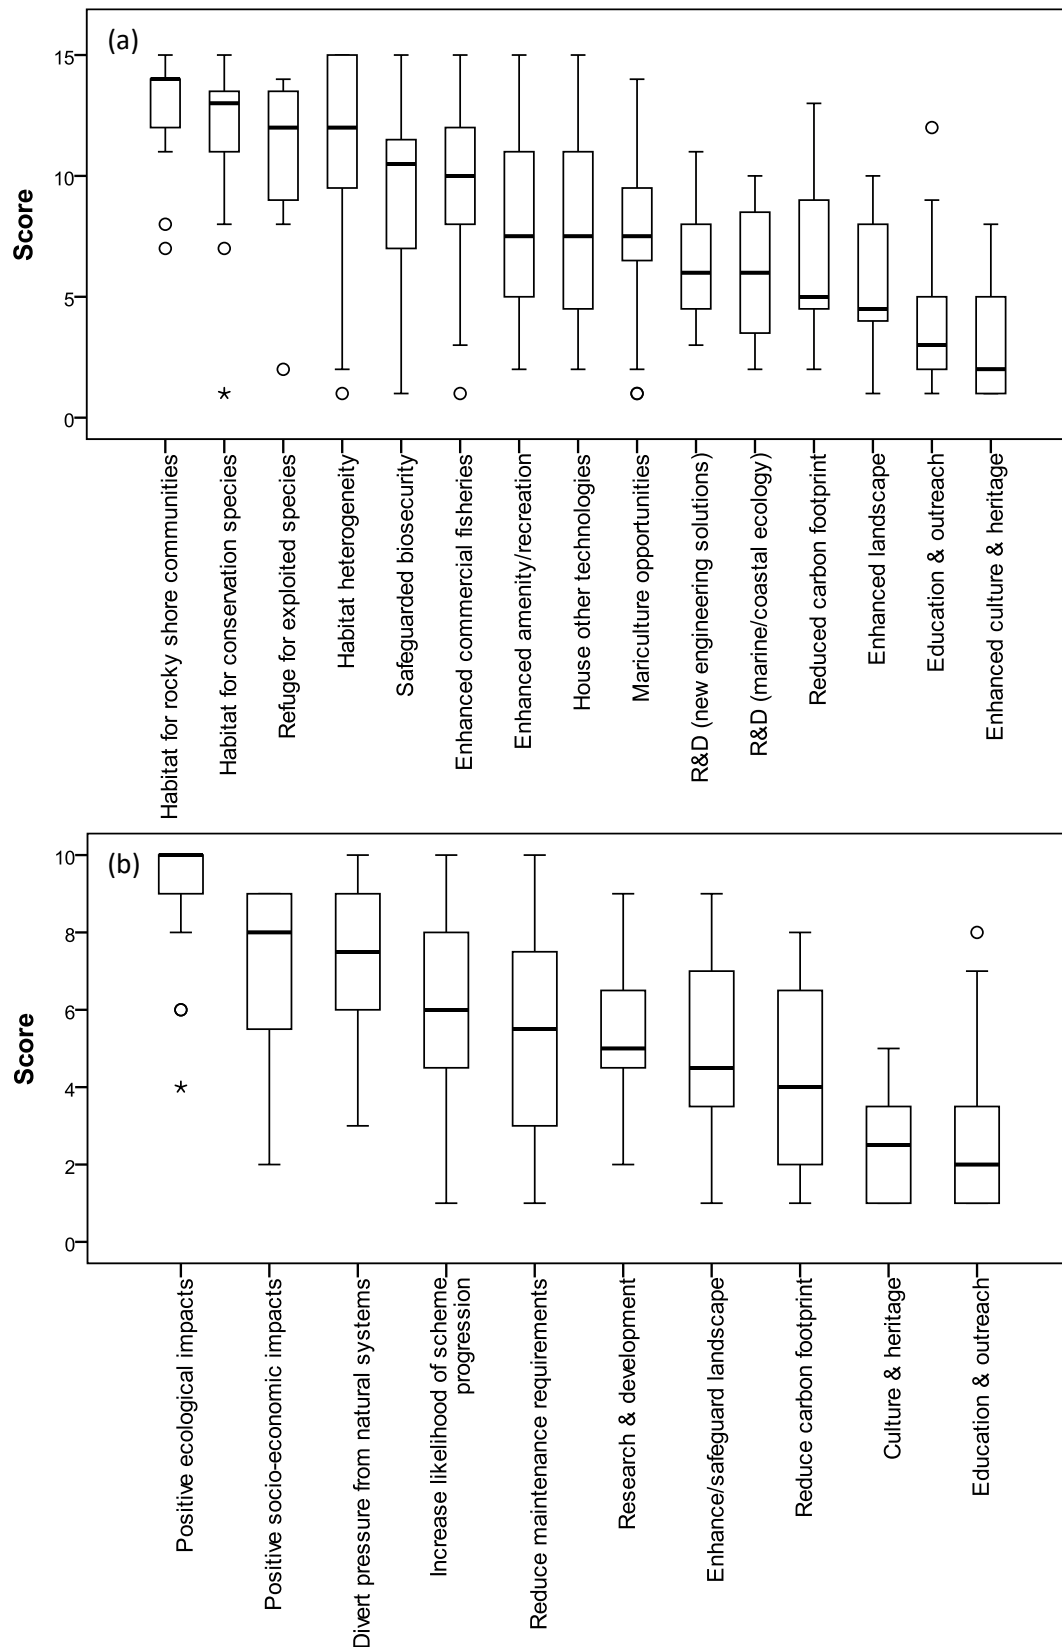 (a)
Score
15
10
5
0
Habitat for rocky shore communities
Habitat for conservation species
Refuge for exploited species
Habitat heterogeneity
Safeguarded biosecurity
Enhanced commercial fisheries
Enhanced amenity/recreation
House other technologies
Mariculture opportunities
R&D (new engineering solutions)
R&D (marine/coastal ecology)
Reduced carbon footprint
Enhanced landscape
Education & outreach
Enhanced culture & heritage
(b)
Score
10
8
6
4
2
0
Positive ecological impacts
Positive socio-economic impacts
Divert pressure from natural systems
Increase likelihood of scheme
progression
Reduce maintenance requirements
Research & development
Enhance/safeguard landscape
Reduce carbon footprint
Culture & heritage
Education & outreach